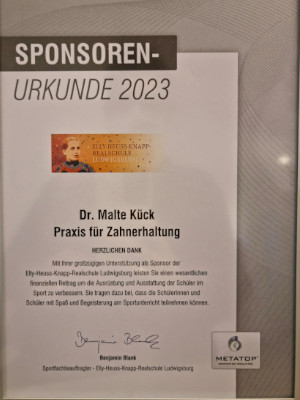 SPONSOREN-
URKUNDE 2023
ELLY-HEUSS-KNAPP-
REALSCHULE
LUDWIGSBURG
Dr. Malte Kück
Praxis für Zahnerhaltung
HERZLICHEN DANK
Mit Ihrer großzügigen Unterstützung als Sponsor der
Elly-Heuss-Knapp-Realschule Ludwigsburg leisten Sie einen wesentlichen
finanziellen Beitrag um die Ausrüstung und Ausstattung der Schüler im
Sport zu verbessern. Sie tragen dazu bei, dass die Schülerinnen und
Schüler mit Spaß und Begeisterung am Sportunterricht teilnehmen können.
Benjamin Blank
Benjamin Blank
Sportfachbeauftragter - Elly-Heuss-Knapp-Realschule Ludwigsburg
METATOP